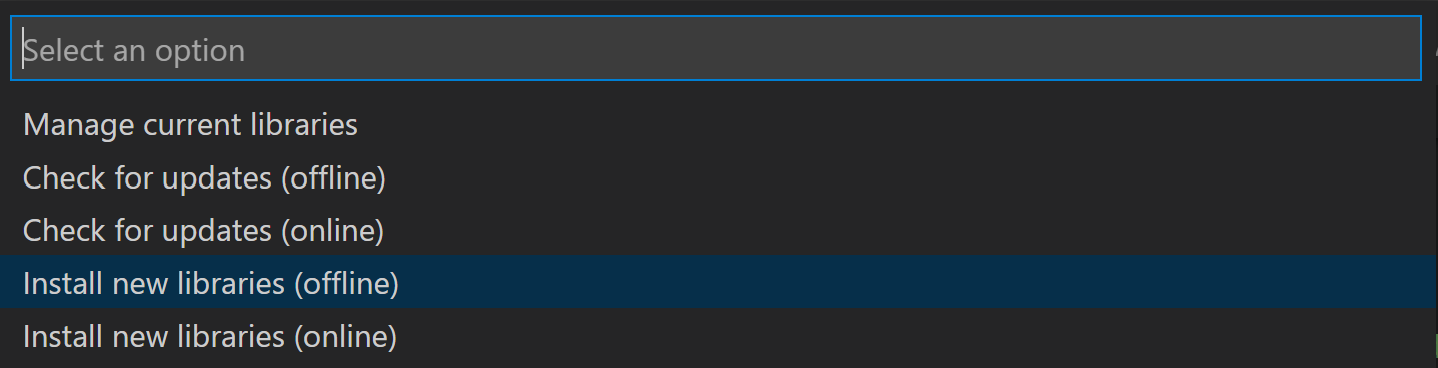 Select an option
Manage current libraries
Check for updates (offline)
Check for updates (online)
Install new libraries (offline)
Install new libraries (online)